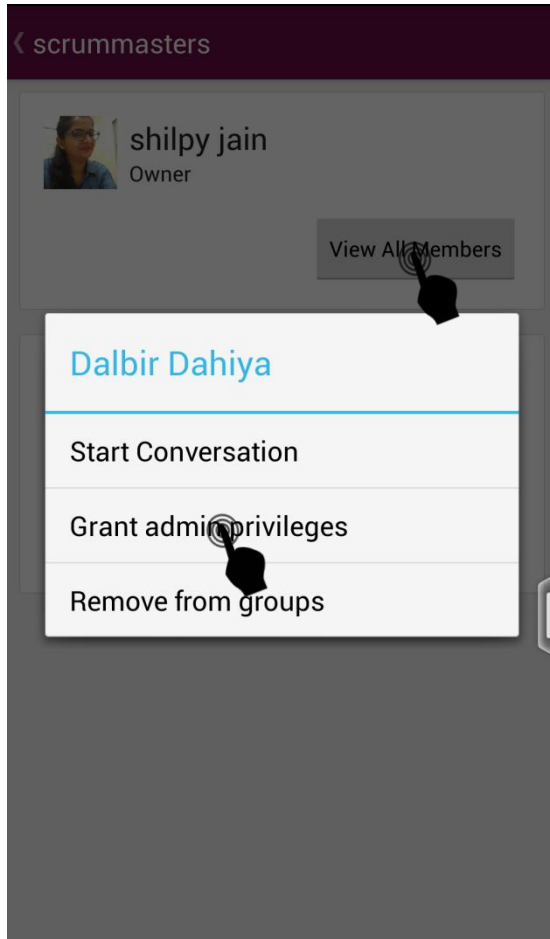 scrummasters
shilpy jain
Owner
View All Members
Dalbir Dahiya
Start Conversation
Grant admin privileges
Remove from groups